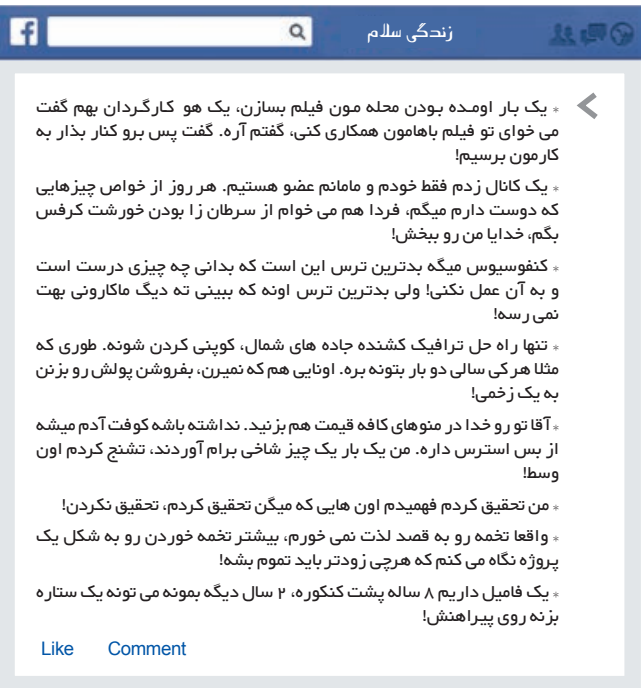 f
زندگی سلام
* یک بار اومده بودن محله مون فیلم بسازن، یک هو کارگردان بهم گفت
می خوای تو فیلم باهامون همکاری کنی، گفتم آره. گفت پس برو کنار بذار به
کارمون برسیم!
* یک کانال زدم فقط خودم و مامانم عضو هستیم. هر روز از خواص چیزهایی
که دوست دارم میگم، فردا هم می خوام از سرطان زا بودن خورشت کرفس
بگم، خدایا من رو ببخش!
* کنفوسیوس میگه بدترین ترس این است که بدانی چه چیزی درست است
و به آن عمل نکنی! ولی بدترین ترس اونه که ببینی ته دیگ ماکارونی بهت
نمی رسه!
* تنها راه حل ترافیک کشنده جاده های شمال، کوپنی کردن شونه. طوری که
مثلا هر کی سالی دو بار بتونه بره. اونایی هم که نمیرن، بفروشن پولش رو بزنن
به یک زخمی!
* آقا تو رو خدا در منوهای کافه قیمت هم بزنید. نداشته باشه کوفت آدم میشه
از بس استرس داره. من یک بار یک چیز شاخی برام آوردند، تشنج کردم اون
وسط!
* من تحقیق کردم فهمیدم اون هایی که میگن تحقیق کردم، تحقیق نکردن!
* واقعا تخمه رو به قصد لذت نمی خورم، بیشتر تخمه خوردن رو به شکل یک
پروژه نگاه می کنم که هرچی زودتر باید تموم بشه!
* یک فامیل داریم ۸ ساله پشت کنکوره، ۲ سال دیگه بمونه می تونه یک ستاره
بزنه روی پیراهنش!
Like Comment